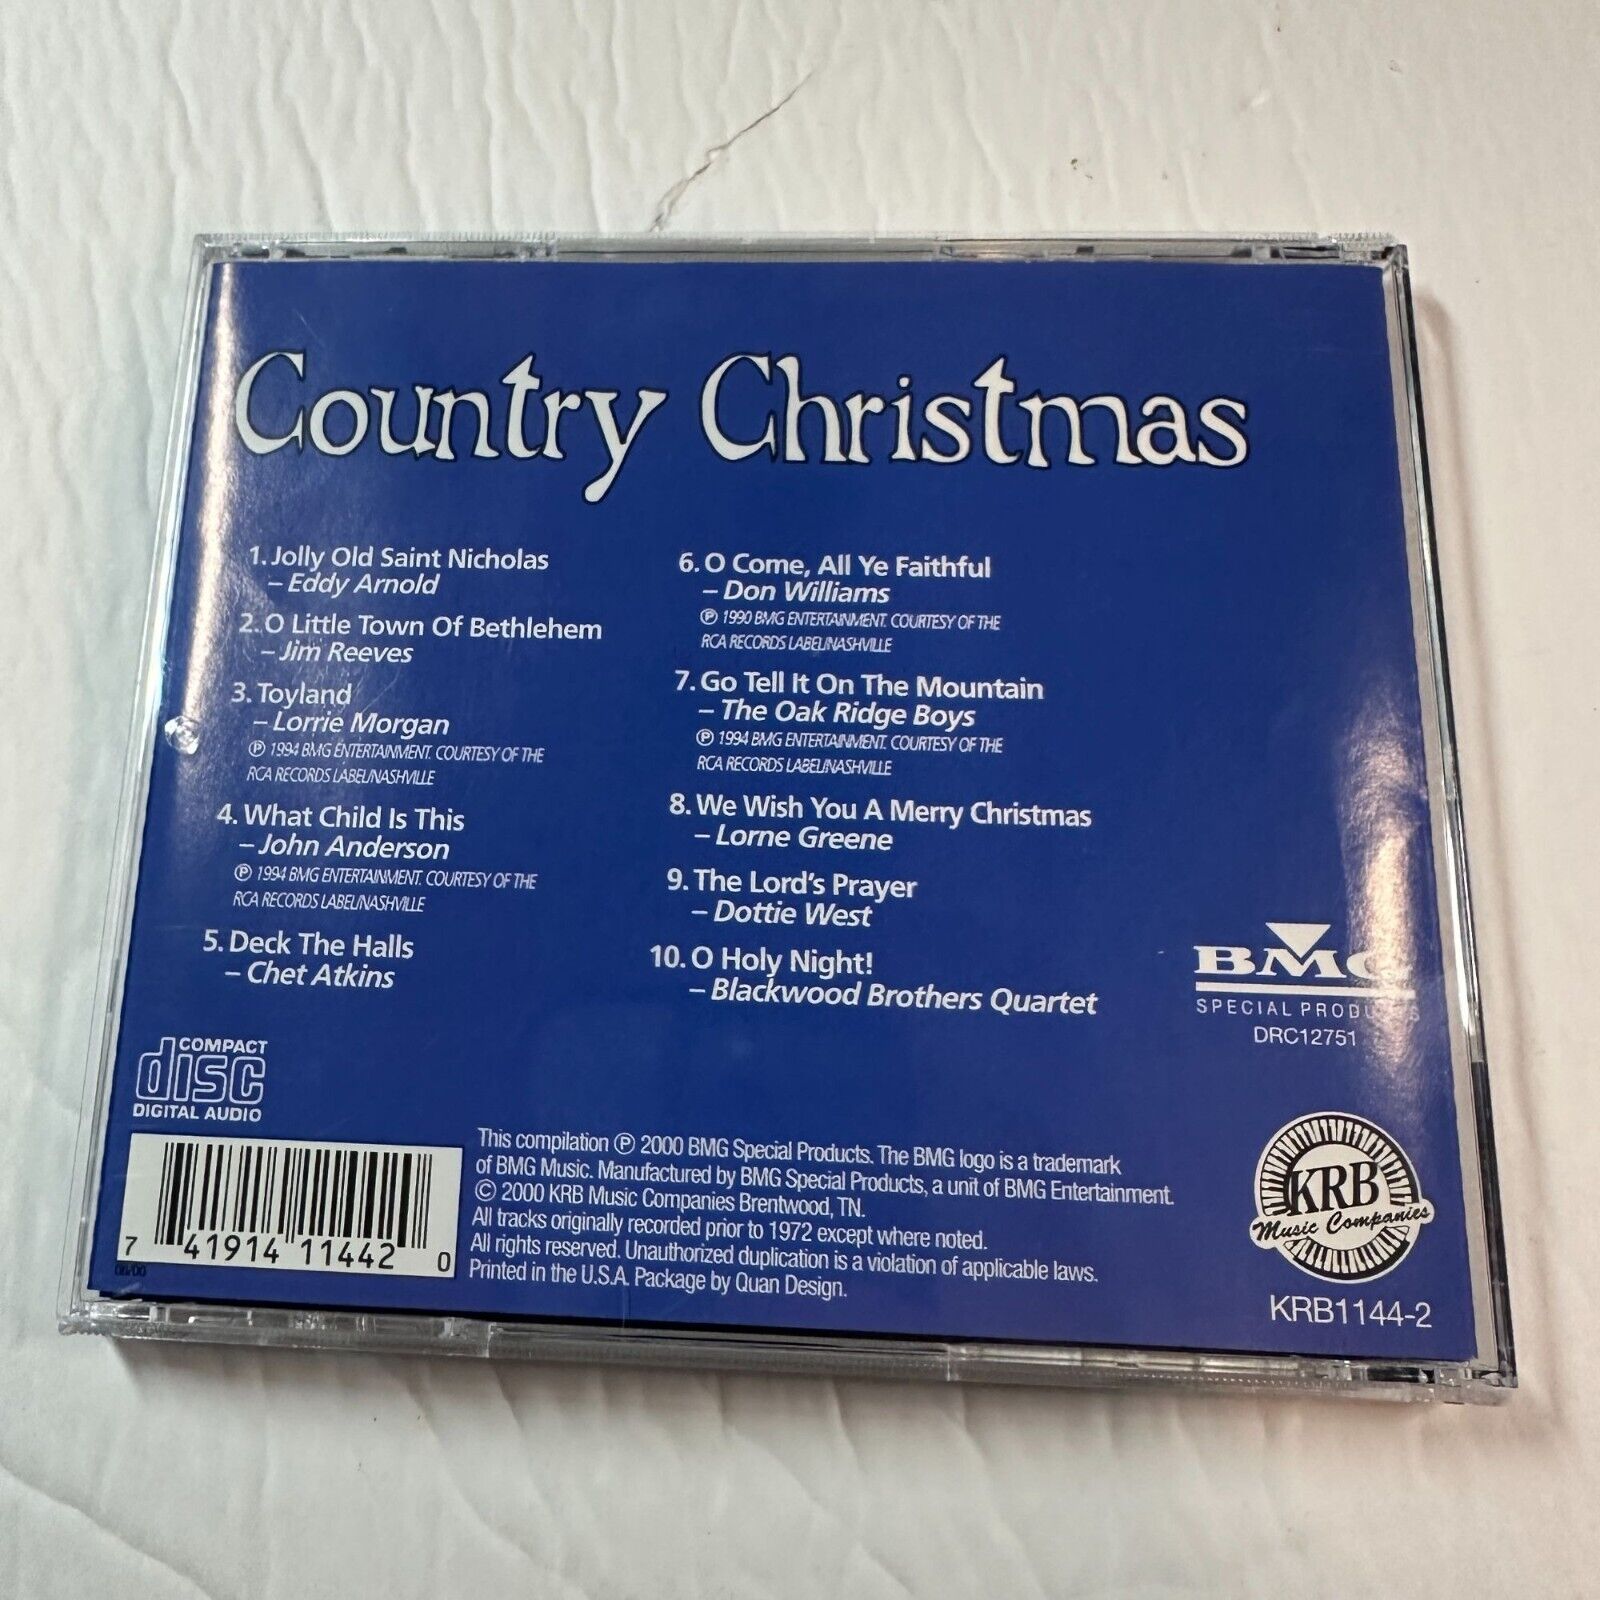 Country Christmas
1. Jolly Old Saint Nicholas
– Eddy Arnold
2. O Little Town Of Bethlehem
– Jim Reeves
3. Toyland
– Lorrie Morgan
℗ 1994 BMG ENTERTAINMENT. COURTESY OF THE
RCA RECORDS LABEL/NASHVILLE
4. What Child Is This
– John Anderson
℗ 1994 BMG ENTERTAINMENT. COURTESY OF THE
RCA RECORDS LABEL/NASHVILLE
5. Deck The Halls
– Chet Atkins
6. O Come, All Ye Faithful
– Don Williams
℗ 1990 BMG ENTERTAINMENT. COURTESY OF THE
RCA RECORDS LABEL/NASHVILLE
7. Go Tell It On The Mountain
– The Oak Ridge Boys
℗ 1994 BMG ENTERTAINMENT. COURTESY OF THE
RCA RECORDS LABEL/NASHVILLE
8. We Wish You A Merry Christmas
– Lorne Greene
9. The Lord's Prayer
– Dottie West
10. O Holy Night!
– Blackwood Brothers Quartet
BMG
SPECIAL PRODUCTS
DRC12751
COMPACT
disc
DIGITAL AUDIO
7 41914 11442 0
This compilation ℗ 2000 BMG Special Products. The BMG logo is a trademark
of BMG Music. Manufactured by BMG Special Products, a unit of BMG Entertainment.
© 2000 KRB Music Companies Brentwood, TN.
All tracks originally recorded prior to 1972 except where noted.
All rights reserved. Unauthorized duplication is a violation of applicable laws.
Printed in the U.S.A. Package by Quan Design.
KRB
Music Companies
KRB1144-2